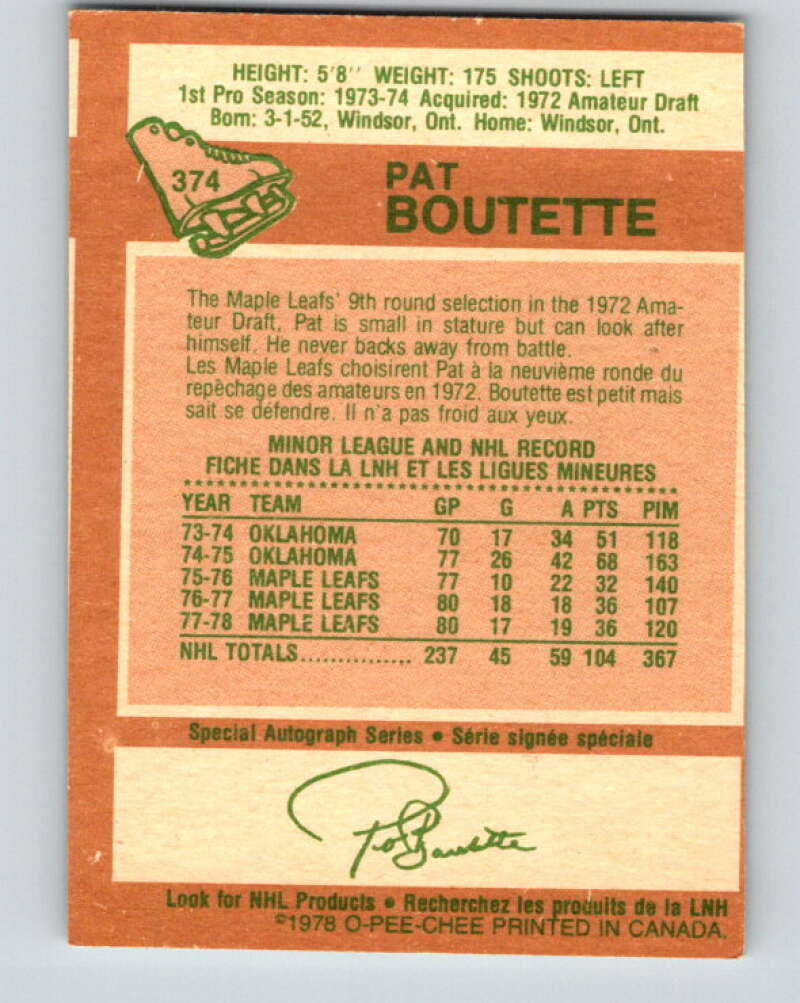 HEIGHT: 5'8'' WEIGHT: 175 SHOOTS: LEFT
1st Pro Season: 1973-74 Acquired: 1972 Amateur Draft
Born: 3-1-52, Windsor, Ont. Home: Windsor, Ont.
374
PAT
BOUTETTE
The Maple Leafs' 9th round selection in the 1972 Ama-
teur Draft, Pat is small in stature but can look after
himself. He never backs away from battle.
Les Maple Leafs choisirent Pat à la neuvième ronde du
repèchage des amateurs en 1972. Boutette est petit mais
sait se défendre. Il n'a pas froid aux yeux.
MINOR LEAGUE AND NHL RECORD
FICHE DANS LA LNH ET LES LIGUES MINEURES
YEAR TEAM GP G A PTS PIM
73-74 OKLAHOMA 70 17 34 51 118
74-75 OKLAHOMA 77 26 42 68 163
75-76 MAPLE LEAFS 77 10 22 32 140
76-77 MAPLE LEAFS 80 18 18 36 107
77-78 MAPLE LEAFS 80 17 19 36 120
NHL TOTALS............... 237 45 59 104 367
Special Autograph Series • Série signée spéciale
Pat Boutette
Look for NHL Products • Recherchez les produits de la LNH
©1978 O-PEE-CHEE PRINTED IN CANADA.